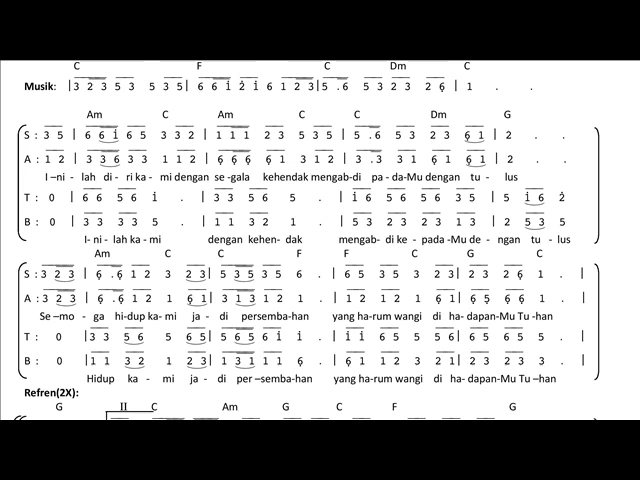 C F C Dm C
Musik: |3 2 3 5 3 5 3 5 | 6 6 i̇ 2̇ i̇ 6 1 2 3 | 5 . 6 5 3 2 3 2 6̣ | 1 . .
Am C Am C C Dm G
S : 3 5 | 6 6 i̇ 6 5 3 3 2 | 1 1 1 2 3 5 3 5 | 5 . 6 5 3 2 3 6̣ 1 | 2 . .
A : 1 2 | 3 3 6 3 3 1 1 2 | 6̣ 6̣ 6̣ 6̣ 1 3 1 2 | 3 . 3 3 1 6̣ 1 6̣ 1 | 2 . .
I –ni - lah di - ri ka - mi dengan se -gala kehendak mengab-di pa - da-Mu dengan tu - lus
T : 0 | 5 6 5 6 i̇ . | 3 3 5 6 5 . | i̇ 6 5 6 5 6 3 5 | 5 i̇ 6 2̇
B : 0 | 3 3 3 3 5 . | 1 1 3 2 1 . | 5 3 2 3 2 3 1 3 | 2 5 3 5
I- ni - lah ka - mi dengan kehen - dak mengab- di ke - pada -Mu de - ngan tu - lus
Am C C F F C G C
S : 3 2 3 | 6̣ . 6̣ 1 2 3 2 3 | 5 3 5 3 5 6 . | 6 5 3 5 3 2 3 | 2 3 2 6̣ 1 . |
A : 3 2 3 | 6̣ . 6̣ 1 2 1 6̣ 1 | 3 1 3 1 2 1 . | 1 2 1 2 1 6̣ 1 | 6̣ 5̣ 6̣ 6̣ 1 . |
Se –mo - ga hi-dup ka- mi ja - di persembahan yang ha-rum wangi di ha-dapan-Mu Tu -han
T : 0 |3 3 5 6 5 6 5 | 5 6 5 6 i̇ i̇ . | i̇ i̇ 6 5 5 5 6 | 6 5 6 5 5 . |
B : 0 |1 1 3 2 1 2 3 | 1 3 1 1 1 6̣ . | 6̣ 1 1 2 1 2 1 | 2 3 2 3 3 . |
Hidup ka - mi ja - di per –semba-han yang ha-rum wangi di ha- dapan-Mu Tu –han
Refren(2X):
G II C Am G C F G